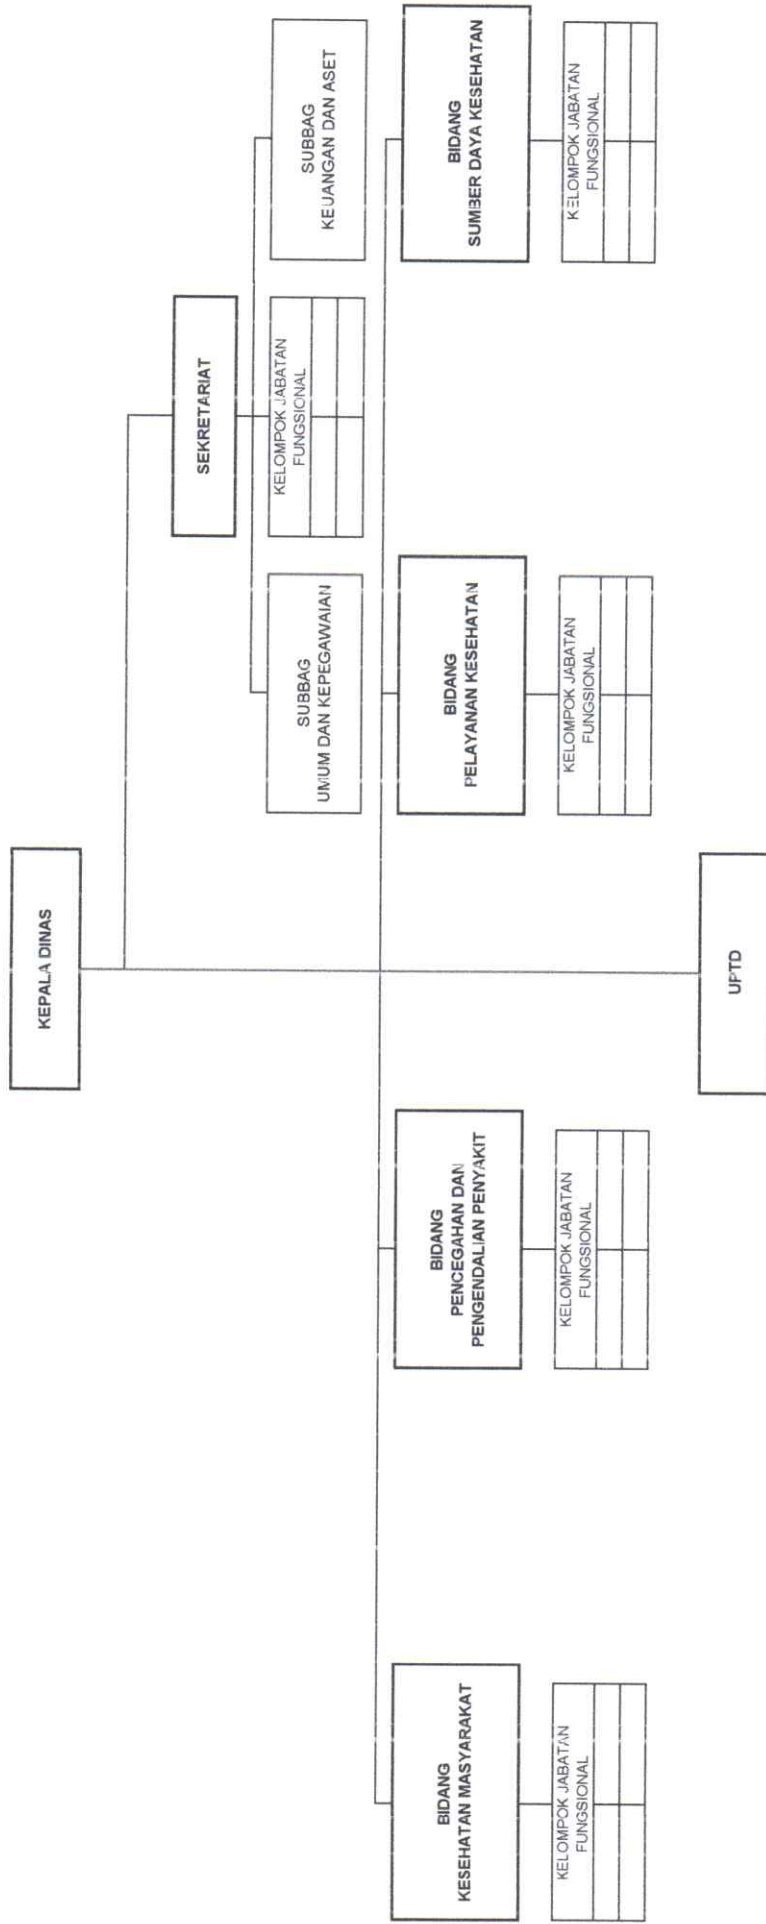 KEPALA DINAS
SEKRETARIAT
SUBBAG
UMUM DAN KEPEGAWAIAN
KELOMPOK JABATAN
FUNGSIONAL
SUBBAG
KEUANGAN DAN ASET
BIDANG
KESEHATAN MASYARAKAT
BIDANG
PENCEGAHAN DAN
PENGENDALIAN PENYAKIT
BIDANG
PELAYANAN KESEHATAN
BIDANG
SUMBER DAYA KESEHATAN
KELOMPOK JABATAN
FUNGSIONAL
KELOMPOK JABATAN
FUNGSIONAL
KELOMPOK JABATAN
FUNGSIONAL
KELOMPOK JABATAN
FUNGSIONAL
UPTD